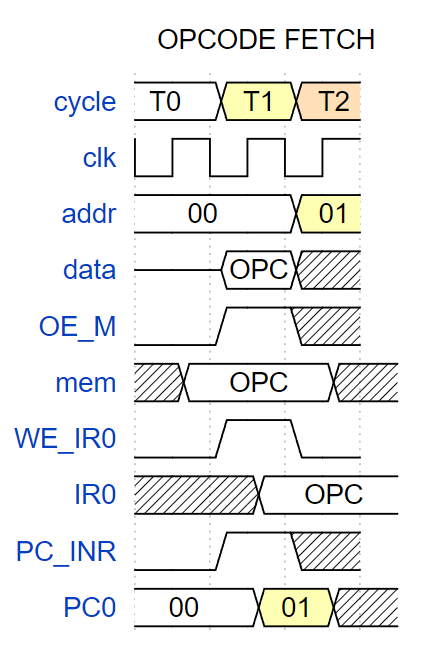 OPCODE FETCH
cycle T0 T1 T2
clk
addr 00 01
data OPC
OE_M
mem OPC
WE_IR0
IR0 OPC
PC_INR
PC0 00 01